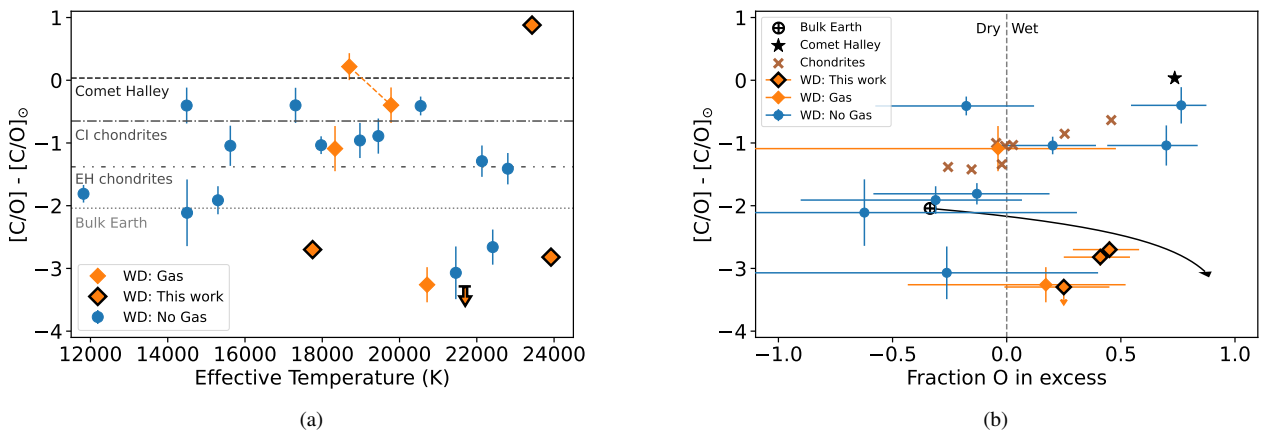 1
0
−1
−2
−3
−4
[C/O] - [C/O]⊙
Comet Halley
CI chondrites
EH chondrites
Bulk Earth
WD: Gas
WD: This work
WD: No Gas
12000 14000 16000 18000 20000 22000 24000
Effective Temperature (K)
(a)
1
0
−1
−2
−3
−4
[C/O] - [C/O]⊙
Bulk Earth
Comet Halley
Chondrites
WD: This work
WD: Gas
WD: No Gas
Dry Wet
−1.0 −0.5 0.0 0.5 1.0
Fraction O in excess
(b)